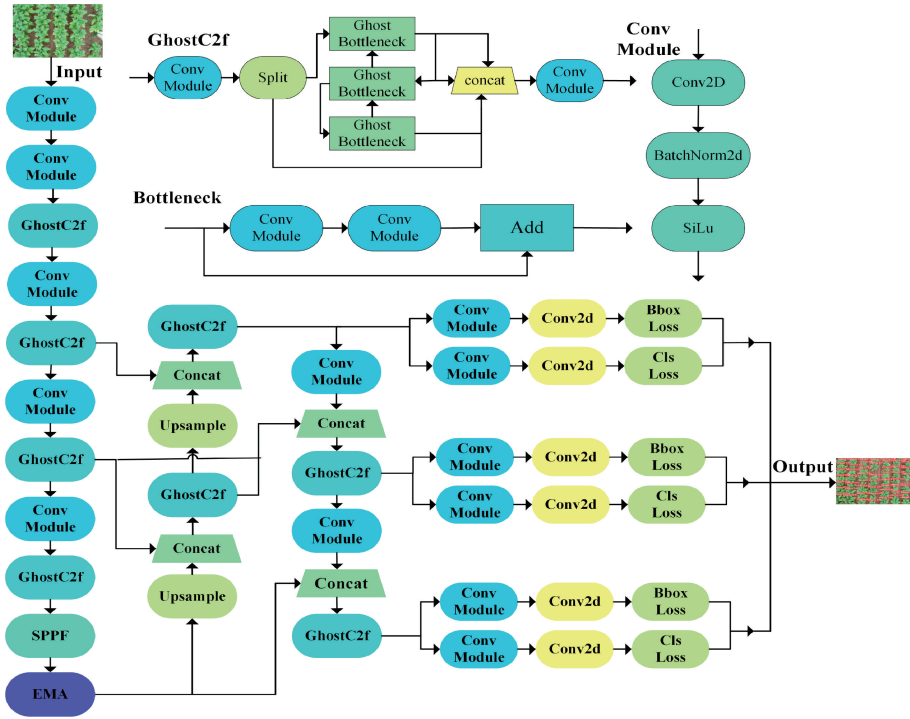 Input
Conv
Module
Conv
Module
GhostC2f
Conv
Module
GhostC2f
Conv
Module
GhostC2f
Conv
Module
GhostC2f
SPPF
EMA
GhostC2f
Conv
Module
Split
Ghost
Bottleneck
Ghost
Bottleneck
Ghost
Bottleneck
concat
Conv
Module
Conv
Module
Conv2D
BatchNorm2d
SiLu
Bottleneck
Conv
Module
Conv
Module
Add
GhostC2f
Concat
Upsample
GhostC2f
Concat
Upsample
Conv
Module
Concat
GhostC2f
Conv
Module
Concat
GhostC2f
Conv
Module
Conv2d
Bbox
Loss
Conv
Module
Conv2d
Cls
Loss
Conv
Module
Conv2d
Bbox
Loss
Conv
Module
Conv2d
Cls
Loss
Conv
Module
Conv2d
Bbox
Loss
Conv
Module
Conv2d
Cls
Loss
Output